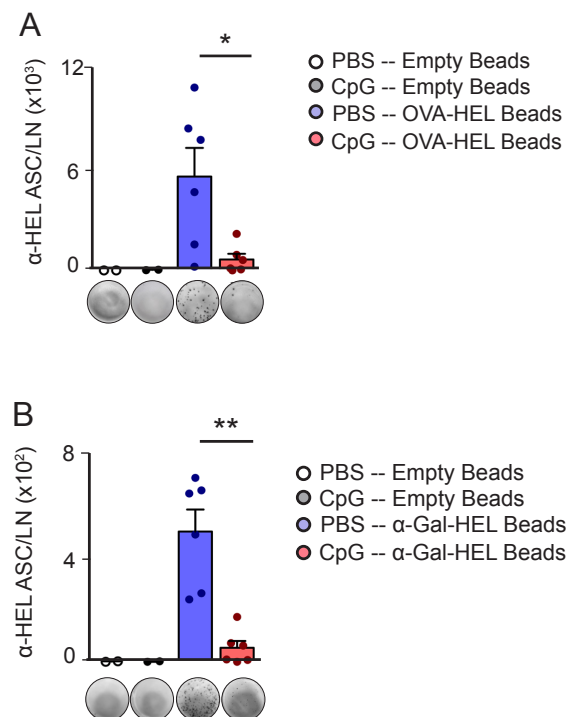 A
*
12
6
0
α-HEL ASC/LN (x10³)
PBS -- Empty Beads
CpG -- Empty Beads
PBS -- OVA-HEL Beads
CpG -- OVA-HEL Beads
B
**
8
4
0
α-HEL ASC/LN (x10²)
PBS -- Empty Beads
CpG -- Empty Beads
PBS -- α-Gal-HEL Beads
CpG -- α-Gal-HEL Beads